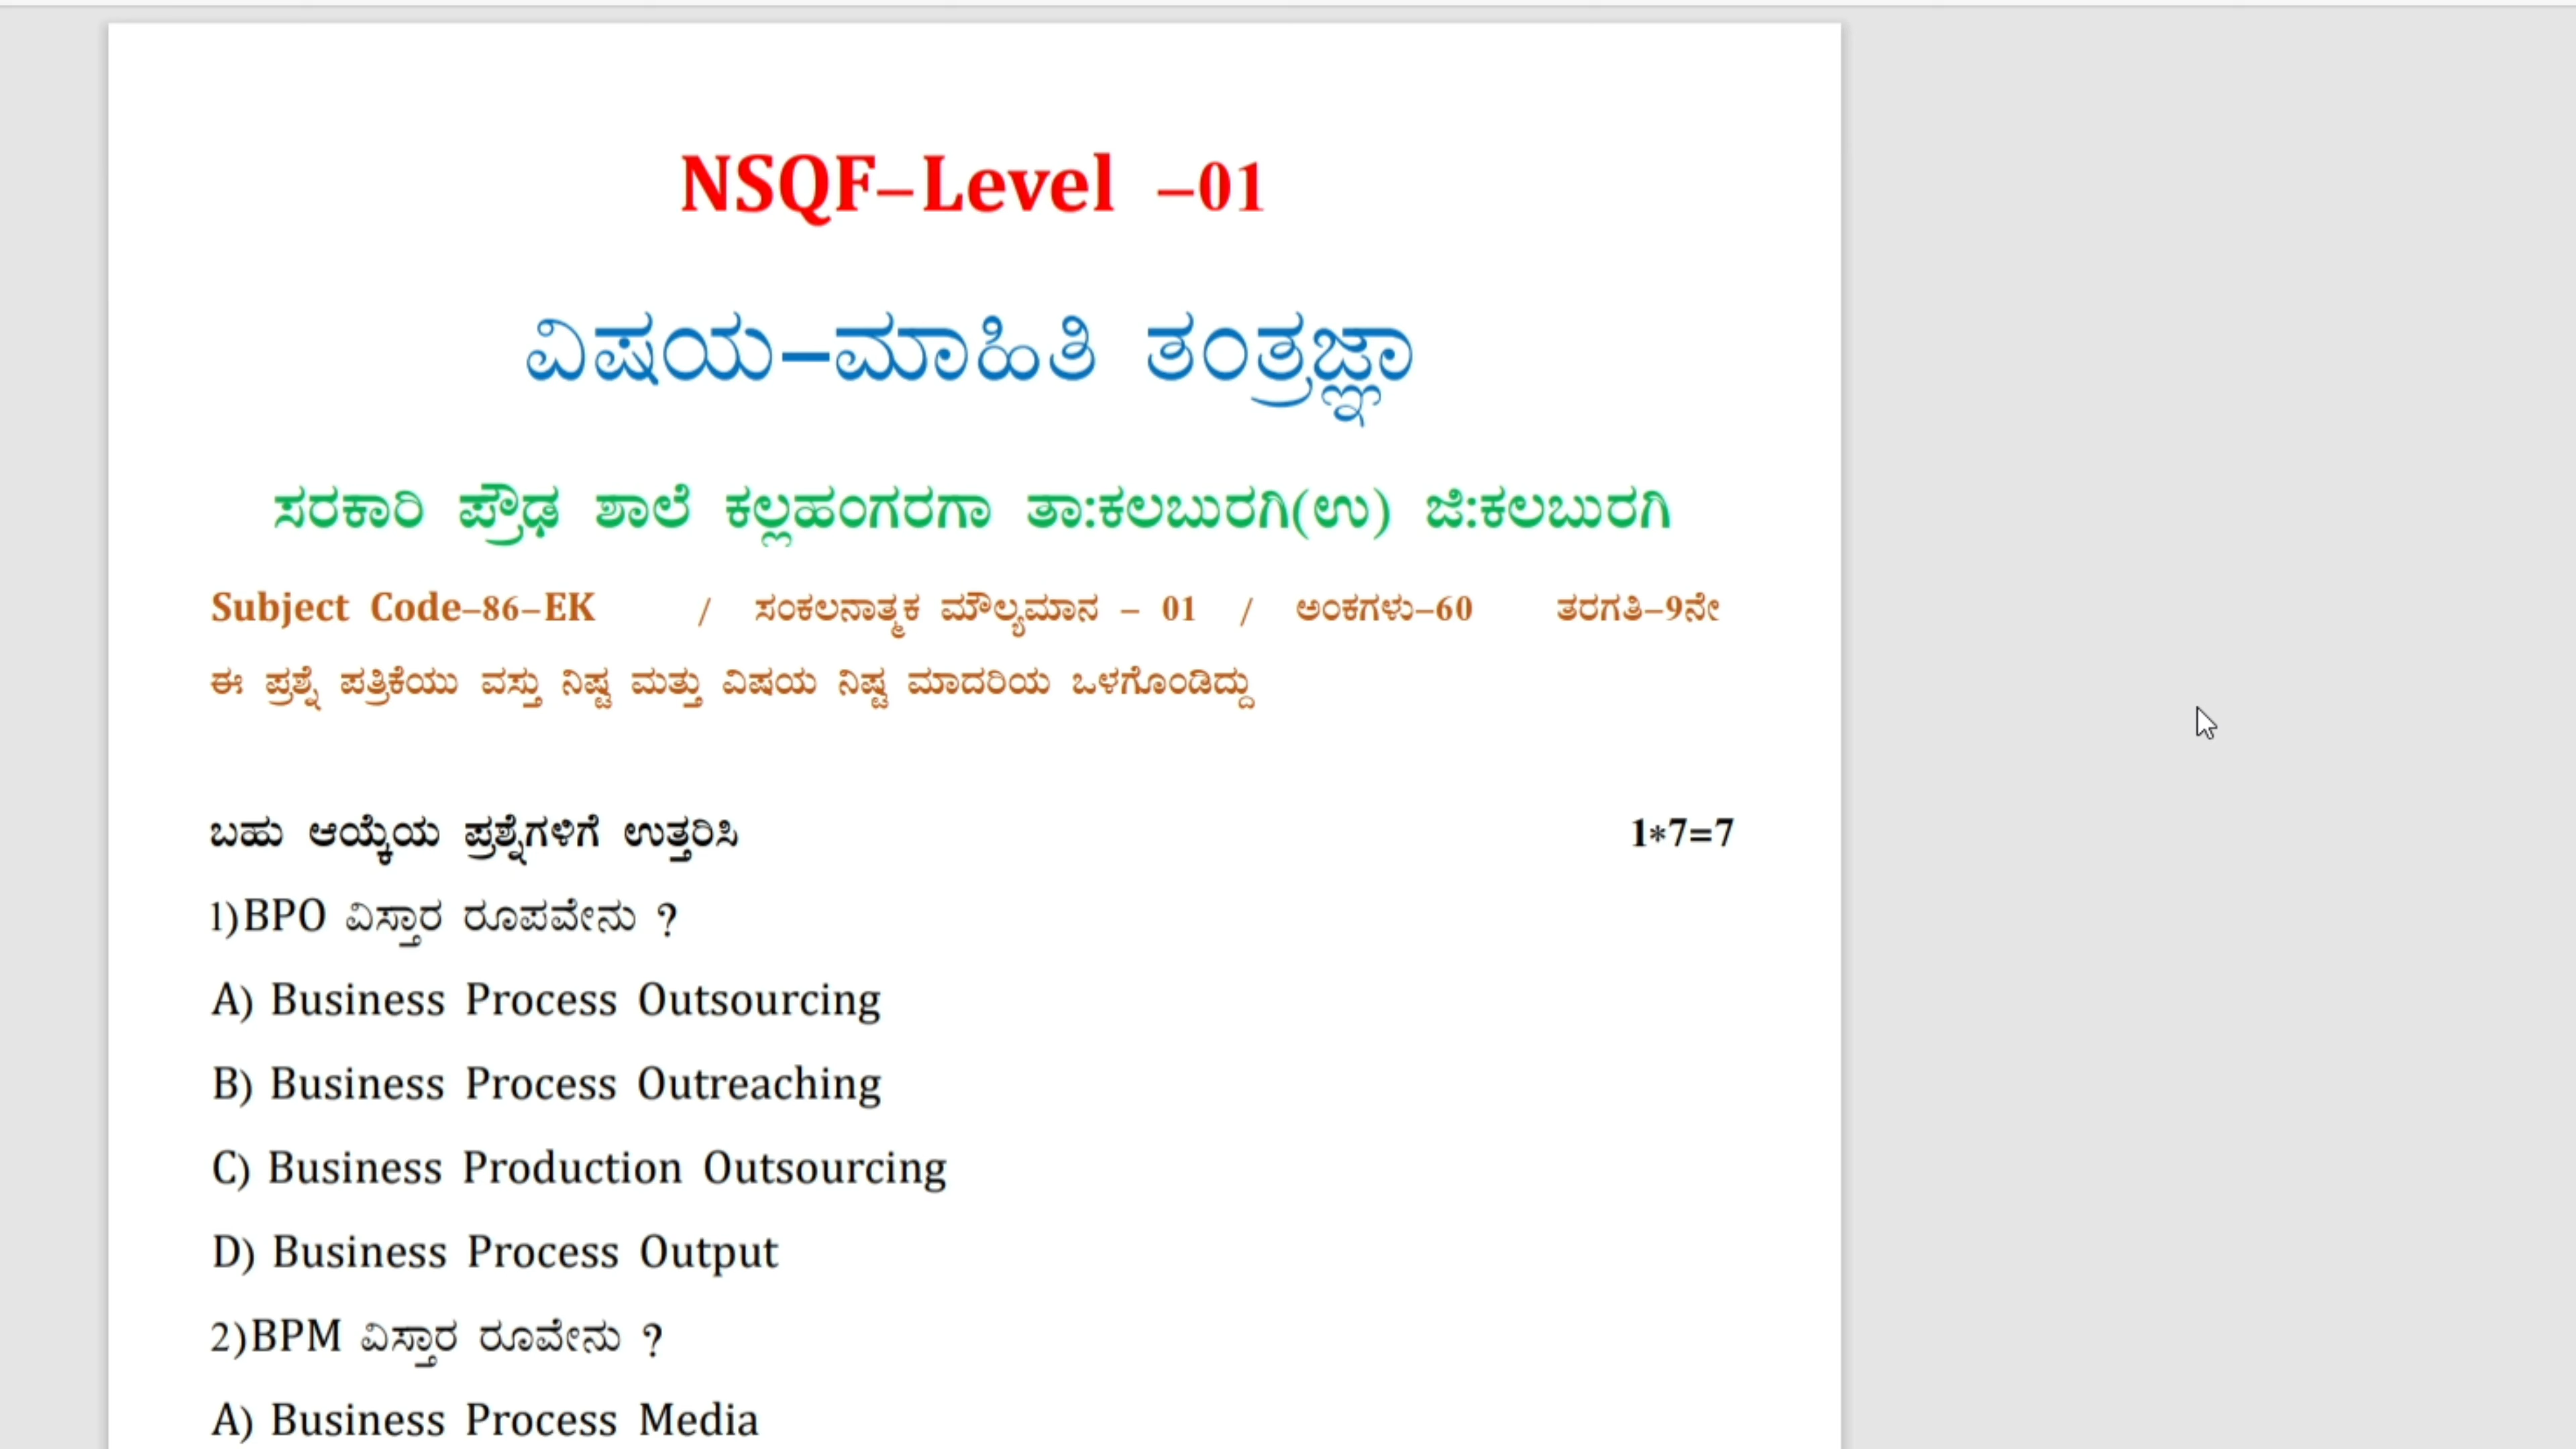 NSQF–Level –01
ವಿಷಯ–ಮಾಹಿತಿ ತಂತ್ರಜ್ಞಾ
ಸರಕಾರಿ ಪ್ರೌಢ ಶಾಲೆ ಕಲ್ಲಹಂಗರಗಾ ತಾ:ಕಲಬುರಗಿ(ಉ) ಜಿ:ಕಲಬುರಗಿ
Subject Code–86–EK / ಸಂಕಲನಾತ್ಮಕ ಮೌಲ್ಯಮಾನ – 01 / ಅಂಕಗಳು–60 ತರಗತಿ–9ನೇ
ಈ ಪ್ರಶ್ನೆ ಪತ್ರಿಕೆಯು ವಸ್ತು ನಿಷ್ಟ ಮತ್ತು ವಿಷಯ ನಿಷ್ಟ ಮಾದರಿಯ ಒಳಗೊಂಡಿದ್ದು
ಬಹು ಆಯ್ಕೆಯ ಪ್ರಶ್ನೆಗಳಿಗೆ ಉತ್ತರಿಸಿ 1*7=7
1)BPO ವಿಸ್ತಾರ ರೂಪವೇನು ?
A) Business Process Outsourcing
B) Business Process Outreaching
C) Business Production Outsourcing
D) Business Process Output
2)BPM ವಿಸ್ತಾರ ರೂವೇನು ?
A) Business Process Media